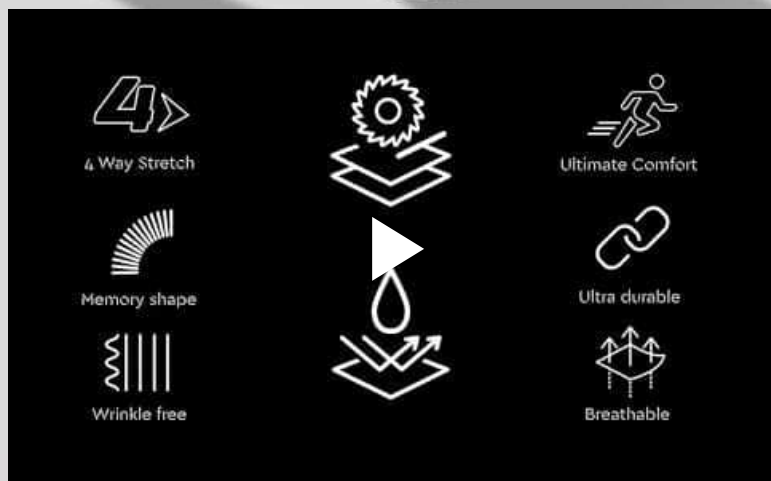 4 Way Stretch
Ultimate Comfort
Memory shape
Ultra durable
Wrinkle free
Breathable